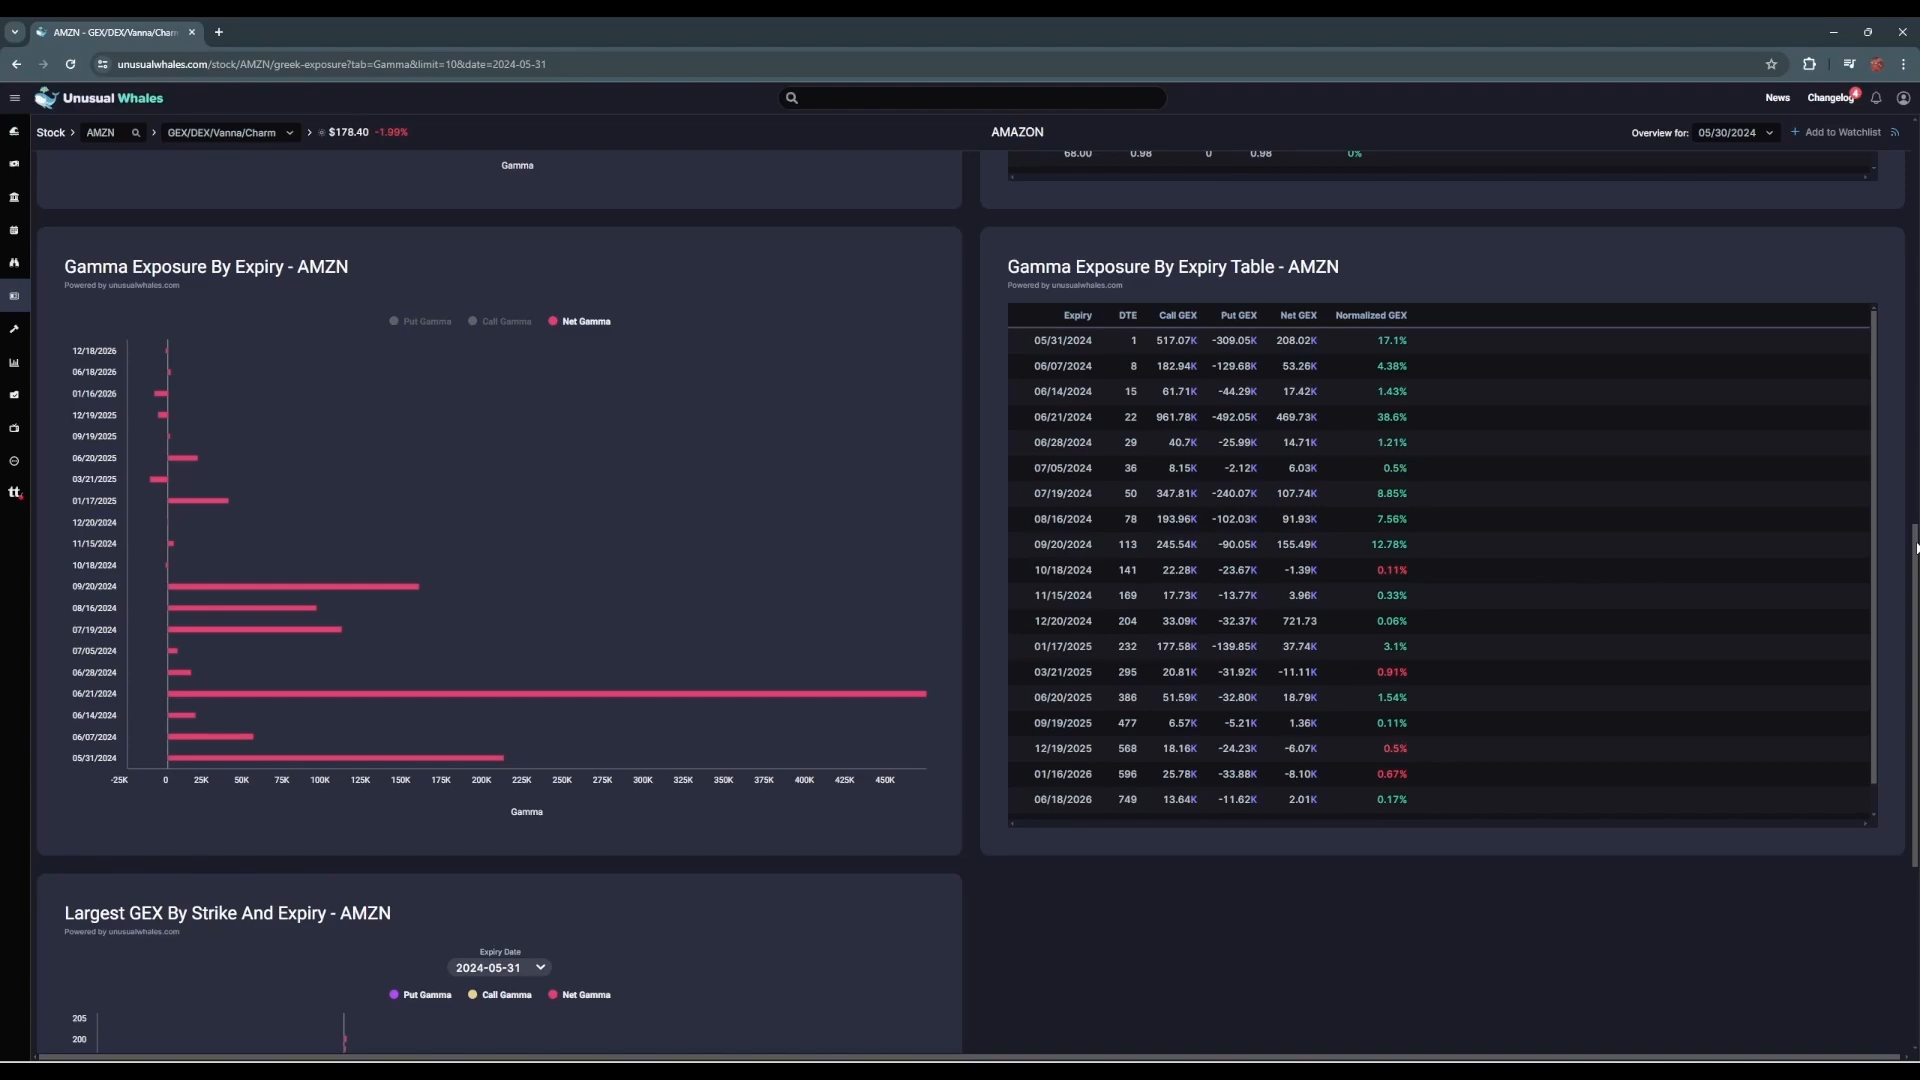 AMZN - GEX/DEX/Vanna/Charm
unusualwhales.com/stock/AMZN/greek-exposure?tab=Gamma&limit=10&date=2024-05-31
Unusual Whales
News Changelog 4
Stock > AMZN > GEX/DEX/Vanna/Charm > $178.40 -1.99%
AMAZON
Overview for: 05/30/2024 + Add to Watchlist
Gamma
68.00 0.98 0 0.98 0%
Gamma Exposure By Expiry - AMZN
Powered by unusualwhales.com
Put Gamma Call Gamma Net Gamma
12/18/2026
06/18/2026
01/16/2026
12/19/2025
09/19/2025
06/20/2025
03/21/2025
01/17/2025
12/20/2024
11/15/2024
10/18/2024
09/20/2024
08/16/2024
07/19/2024
07/05/2024
06/28/2024
06/21/2024
06/14/2024
06/07/2024
05/31/2024
-25K 0 25K 50K 75K 100K 125K 150K 175K 200K 225K 250K 275K 300K 325K 350K 375K 400K 425K 450K
Gamma
Gamma Exposure By Expiry Table - AMZN
Powered by unusualwhales.com
Expiry DTE Call GEX Put GEX Net GEX Normalized GEX
05/31/2024 1 517.07K -309.05K 208.02K 17.1%
06/07/2024 8 182.94K -129.68K 53.26K 4.38%
06/14/2024 15 61.71K -44.29K 17.42K 1.43%
06/21/2024 22 961.78K -492.05K 469.73K 38.6%
06/28/2024 29 40.7K -25.99K 14.71K 1.21%
07/05/2024 36 8.15K -2.12K 6.03K 0.5%
07/19/2024 50 347.81K -240.07K 107.74K 8.85%
08/16/2024 78 193.96K -102.03K 91.93K 7.56%
09/20/2024 113 245.54K -90.05K 155.49K 12.78%
10/18/2024 141 22.28K -23.67K -1.39K 0.11%
11/15/2024 169 17.73K -13.77K 3.96K 0.33%
12/20/2024 204 33.09K -32.37K 721.73 0.06%
01/17/2025 232 177.58K -139.85K 37.74K 3.1%
03/21/2025 295 20.81K -31.92K -11.11K 0.91%
06/20/2025 386 51.59K -32.80K 18.79K 1.54%
09/19/2025 477 6.57K -5.21K 1.36K 0.11%
12/19/2025 568 18.16K -24.23K -6.07K 0.5%
01/16/2026 596 25.78K -33.88K -8.10K 0.67%
06/18/2026 749 13.64K -11.62K 2.01K 0.17%
Largest GEX By Strike And Expiry - AMZN
Powered by unusualwhales.com
Expiry Date
2024-05-31
Put Gamma Call Gamma Net Gamma
205
200
tt